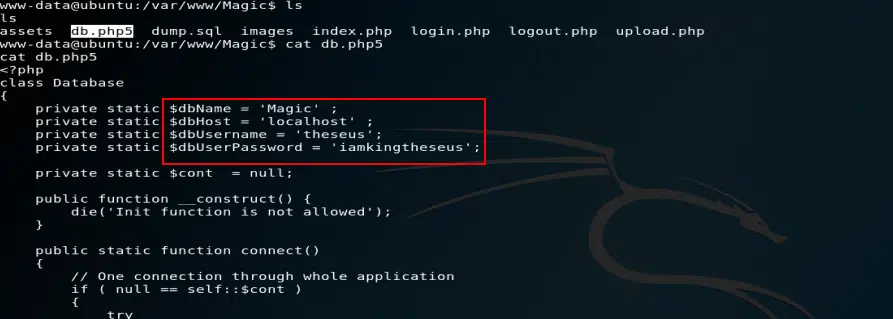 www-data@ubuntu:/var/www/Magic$ ls
ls
assets  db.php5  dump.sql  images  index.php  login.php  logout.php  upload.php
www-data@ubuntu:/var/www/Magic$ cat db.php5
cat db.php5
<?php
class Database
{
    private static $dbName = 'Magic' ;
    private static $dbHost = 'localhost' ;
    private static $dbUsername = 'theseus';
    private static $dbUserPassword = 'iamkingtheseus';
    private static $cont  = null;
    public function __construct() {
        die('Init function is not allowed');
    }
    public static function connect()
    {
        // One connection through whole application
        if ( null == self::$cont )
        {
            try